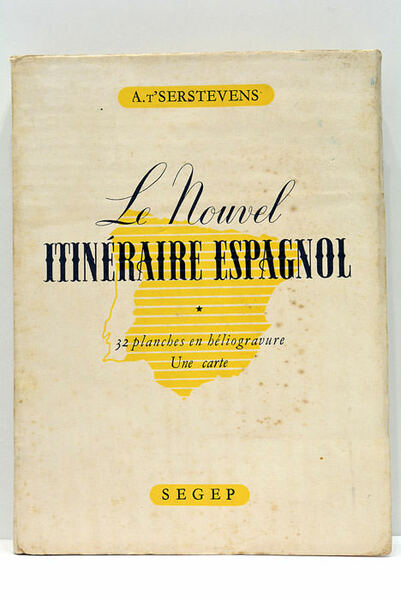 A. T'SERSTEVENS
Le Nouvel
ITINÉRAIRE ESPAGNOL
32 planches en héliogravure
Une carte
SEGEP